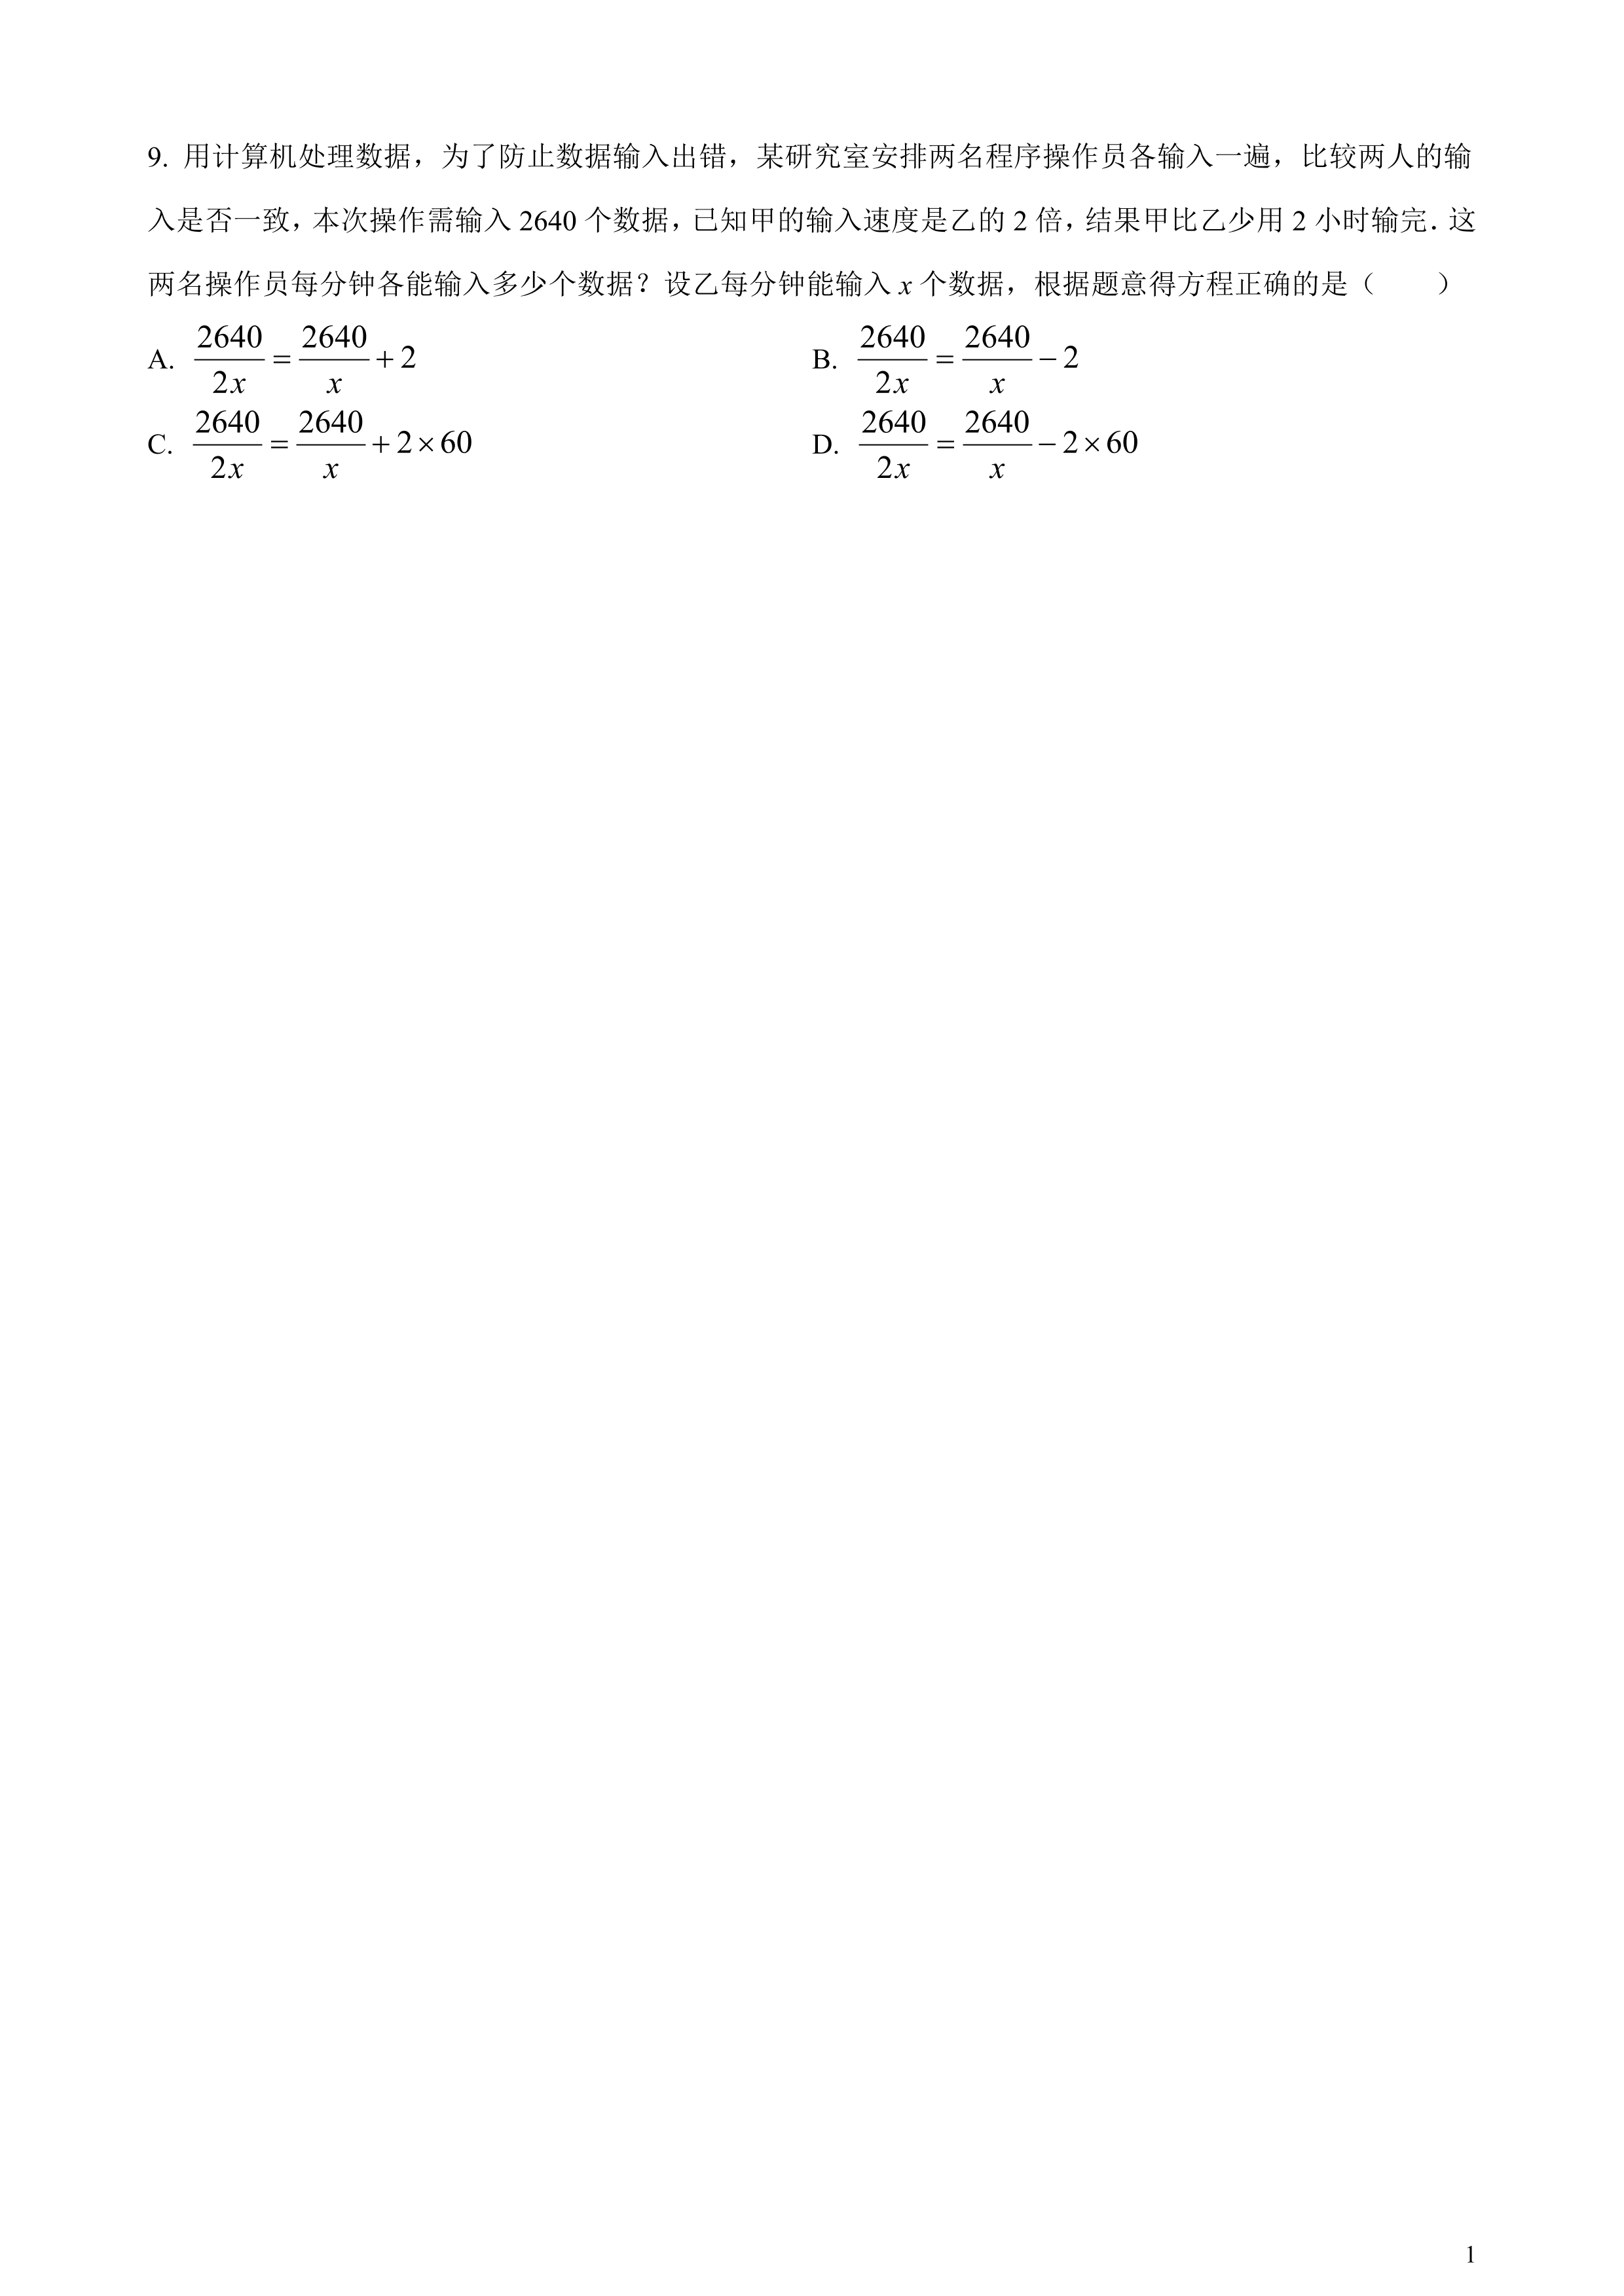 9. 用计算机处理数据，为了防止数据输入出错，某研究室安排两名程序操作员各输入一遍，比较两人的输
入是否一致，本次操作需输入 2640 个数据，已知甲的输入速度是乙的 2 倍，结果甲比乙少用 2 小时输完．这
两名操作员每分钟各能输入多少个数据？设乙每分钟能输入 x 个数据，根据题意得方程正确的是（　　）
A. $\frac{2640}{2x}=\frac{2640}{x}+2$ B. $\frac{2640}{2x}=\frac{2640}{x}-2$
C. $\frac{2640}{2x}=\frac{2640}{x}+2\times60$ D. $\frac{2640}{2x}=\frac{2640}{x}-2\times60$
1